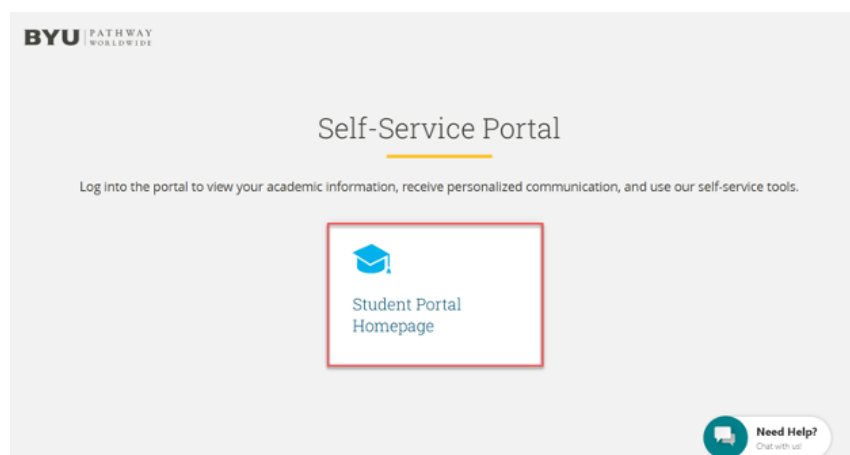 BYU PATHWAY
WORLDWIDE
Self-Service Portal
Log into the portal to view your academic information, receive personalized communication, and use our self-service tools.
Student Portal
Homepage
Need Help?
Chat with us!